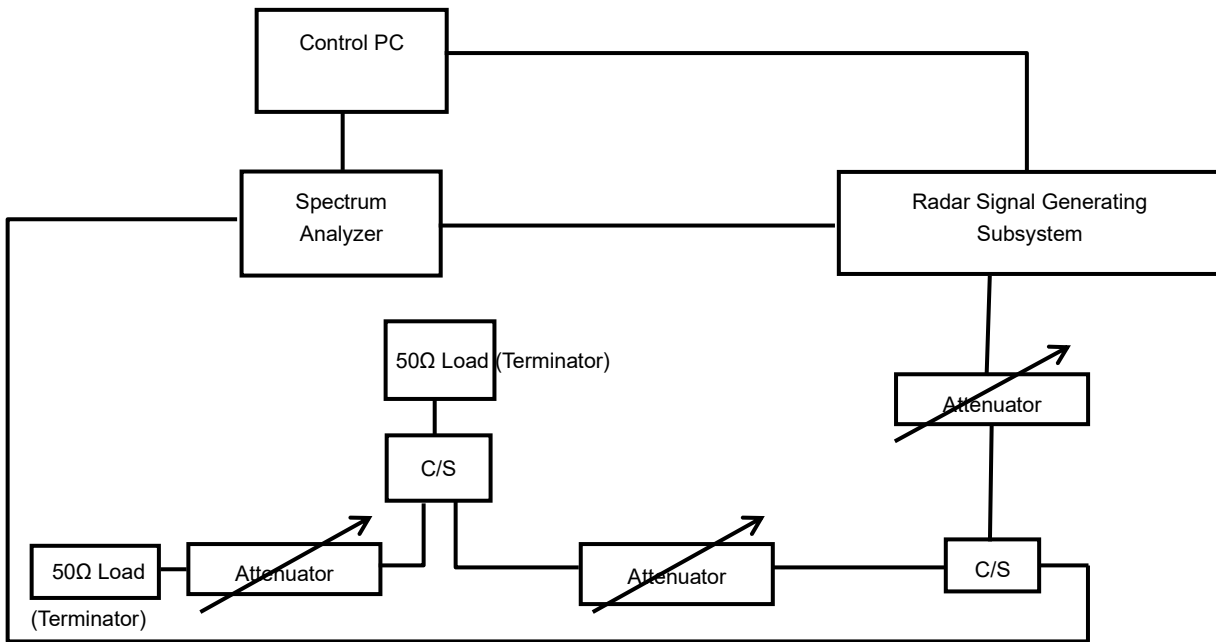 Control PC
Spectrum
Analyzer
Radar Signal Generating
Subsystem
50Ω Load (Terminator)
Attenuator
C/S
50Ω Load
(Terminator)
Attenuator
Attenuator
C/S